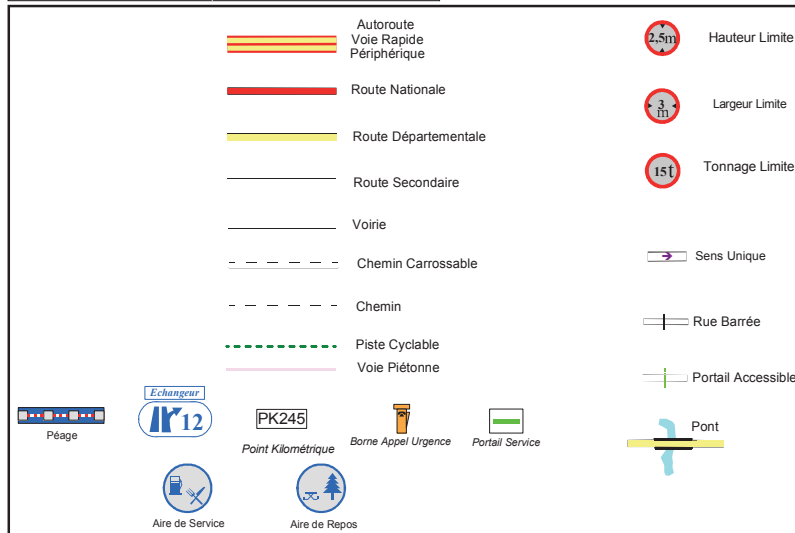 Autoroute
Voie Rapide
Périphérique
Route Nationale
Route Départementale
Route Secondaire
Voirie
Chemin Carrossable
Chemin
Piste Cyclable
Voie Piétonne
2,5m
Hauteur Limite
3
m
Largeur Limite
15t
Tonnage Limite
Sens Unique
Rue Barrée
Portail Accessible
Pont
Péage
Echangeur
12
PK245
Point Kilométrique
Borne Appel Urgence
Portail Service
Aire de Service
Aire de Repos